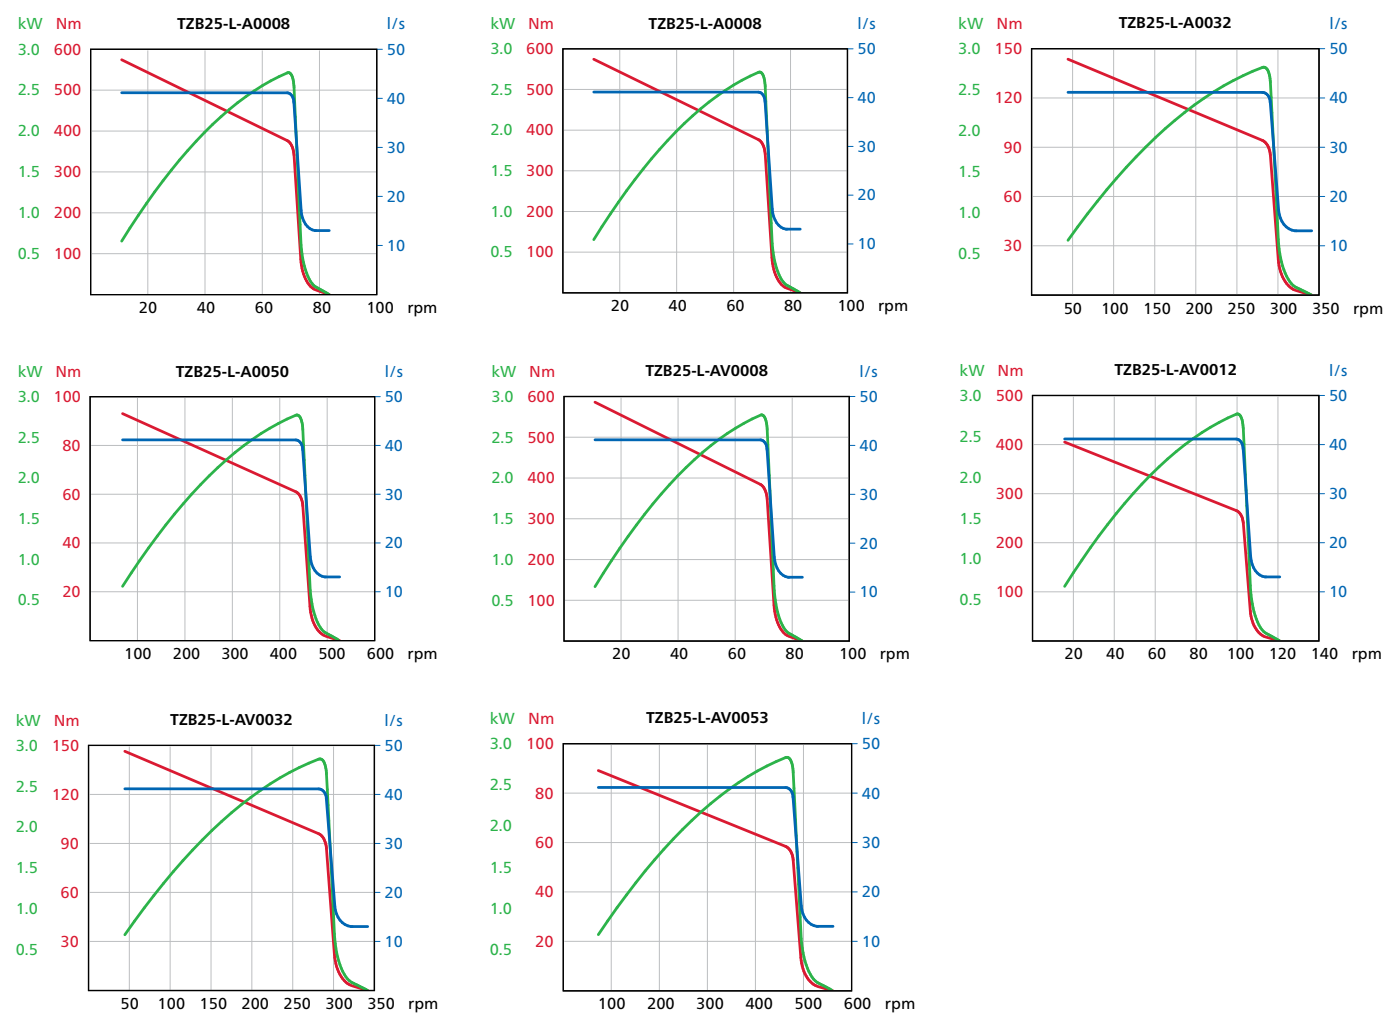 kW Nm TZB25-L-A0008 l/s
3.0 600 50
2.5 500 40
2.0 400
1.5 300 30
1.0 200 20
0.5 100 10
20 40 60 80 100 rpm
kW Nm TZB25-L-A0008 l/s
3.0 600 50
2.5 500 40
2.0 400
1.5 300 30
1.0 200 20
0.5 100 10
20 40 60 80 100 rpm
kW Nm TZB25-L-A0032 l/s
3.0 150 50
2.5 120 40
2.0
1.5 90 30
1.0 60 20
0.5 30 10
50 100 150 200 250 300 350 rpm
kW Nm TZB25-L-A0050 l/s
3.0 100 50
2.5 80 40
2.0 60 30
1.5 40 20
1.0
0.5 20 10
100 200 300 400 500 600 rpm
kW Nm TZB25-L-AV0008 l/s
3.0 600 50
2.5 500 40
2.0 400
1.5 300 30
1.0 200 20
0.5 100 10
20 40 60 80 100 rpm
kW Nm TZB25-L-AV0012 l/s
3.0 500 50
2.5 400 40
2.0 300 30
1.5 200 20
1.0
0.5 100 10
20 40 60 80 100 120 140 rpm
kW Nm TZB25-L-AV0032 l/s
3.0 150 50
2.5 120 40
2.0 90 30
1.5
1.0 60 20
0.5 30 10
50 100 150 200 250 300 350 rpm
kW Nm TZB25-L-AV0053 l/s
3.0 100 50
2.5 80 40
2.0 60 30
1.5 40 20
1.0
0.5 20 10
100 200 300 400 500 600 rpm